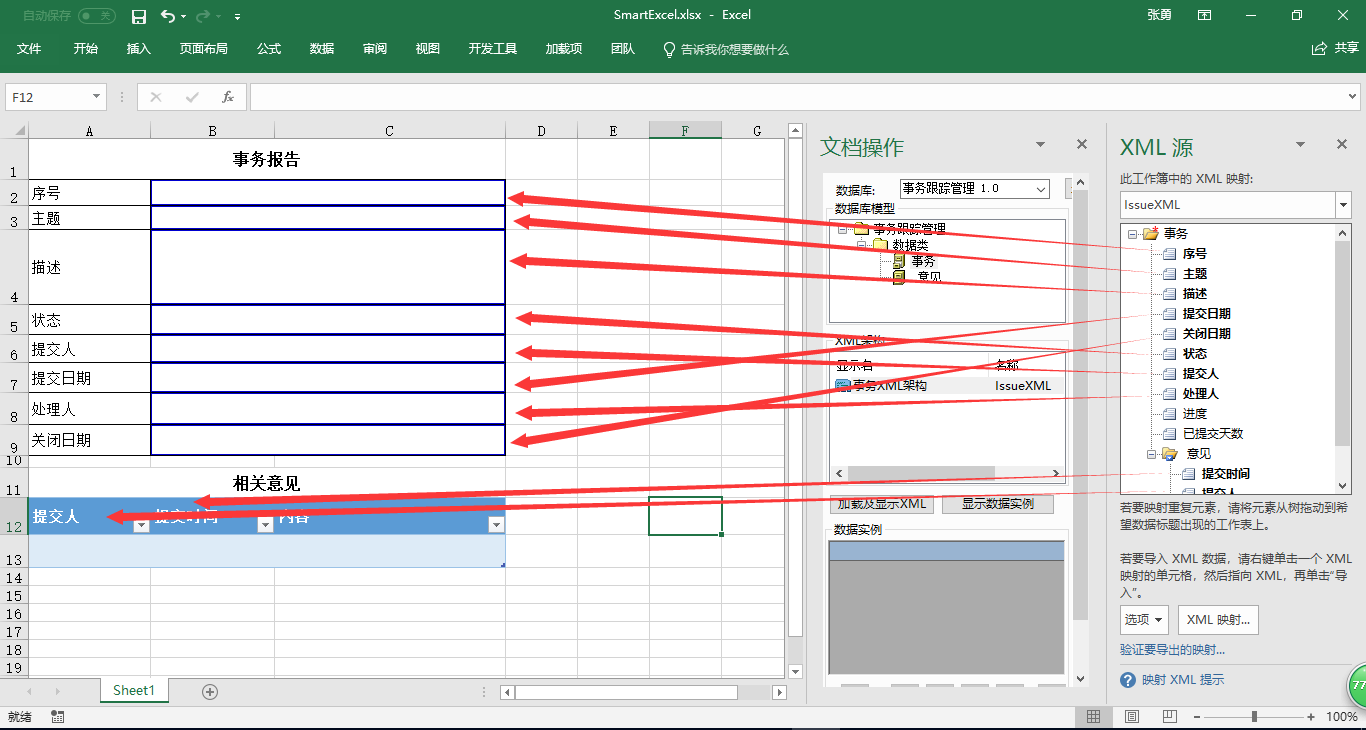 自动保存 关
SmartExcel.xlsx - Excel
张勇
文件 开始 插入 页面布局 公式 数据 审阅 视图 开发工具 加载项 团队 告诉我你想要做什么 共享
F12
fx
A B C D E F G
1 事务报告
2 序号
3 主题
4 描述
5 状态
6 提交人
7 提交日期
8 处理人
9 关闭日期
10
11 相关意见
12 提交人 提交时间 内容
13
14
15
16
17
18
19
Sheet1
就绪
100%
文档操作
数据库: 事务跟踪管理 1.0
数据库模型
事务跟踪管理
数据类
事务
意见
XML架构
显示名 名称
事务XML架构 IssueXML
加载及显示XML 显示数据实例
数据实例
XML 源
此工作簿中的 XML 映射:
IssueXML
事务
序号
主题
描述
提交日期
关闭日期
状态
提交人
处理人
进度
已提交天数
意见
提交时间
提交人
若要映射重复元素，请将元素从树拖动到希
望数据标题出现的工作表上。
若要导入 XML 数据，请右键单击一个 XML
映射的单元格，然后指向 XML，再单击“导
入”。
选项 XML 映射...
验证要导出的映射...
映射 XML 提示
77